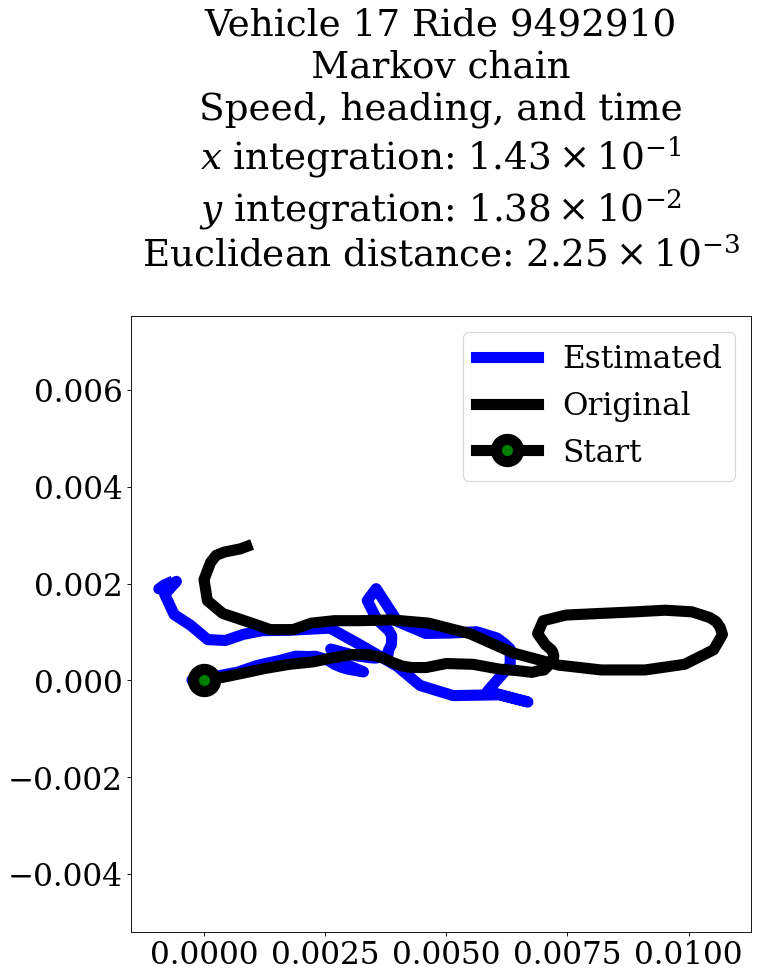 Vehicle 17 Ride 9492910
Markov chain
Speed, heading, and time
x integration: 1.43 × 10⁻¹
y integration: 1.38 × 10⁻²
Euclidean distance: 2.25 × 10⁻³
Estimated
Original
Start
0.006
0.004
0.002
0.000
−0.002
−0.004
0.0000 0.0025 0.0050 0.0075 0.0100